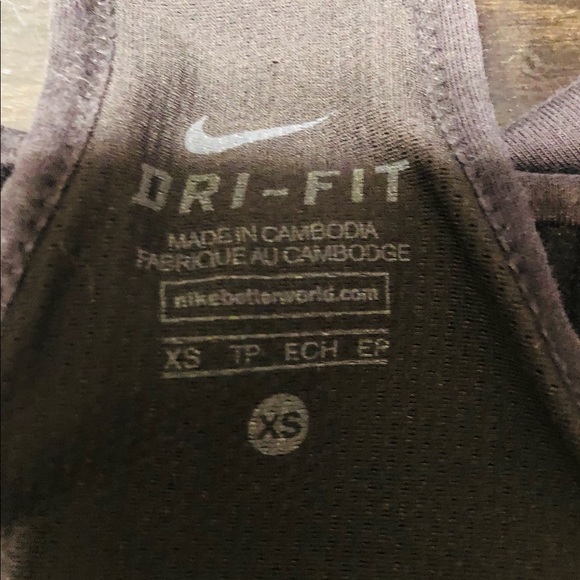 DRI-FIT
MADE IN CAMBODIA
FABRIQUE AU CAMBODGE
nikebetterworld.com
XS TP ECH EP
XS